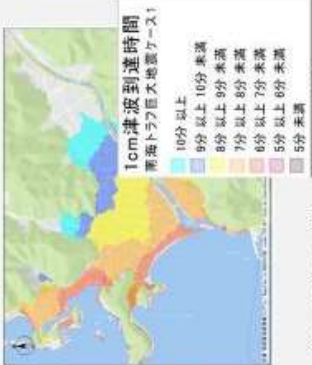 1cm津波到達時間
南海トラフ巨大地震ケース1
10分 以上
9分 以上 10分 未満
8分 以上 9分 未満
7分 以上 8分 未満
6分 以上 7分 未満
5分 以上 6分 未満
5分 未満